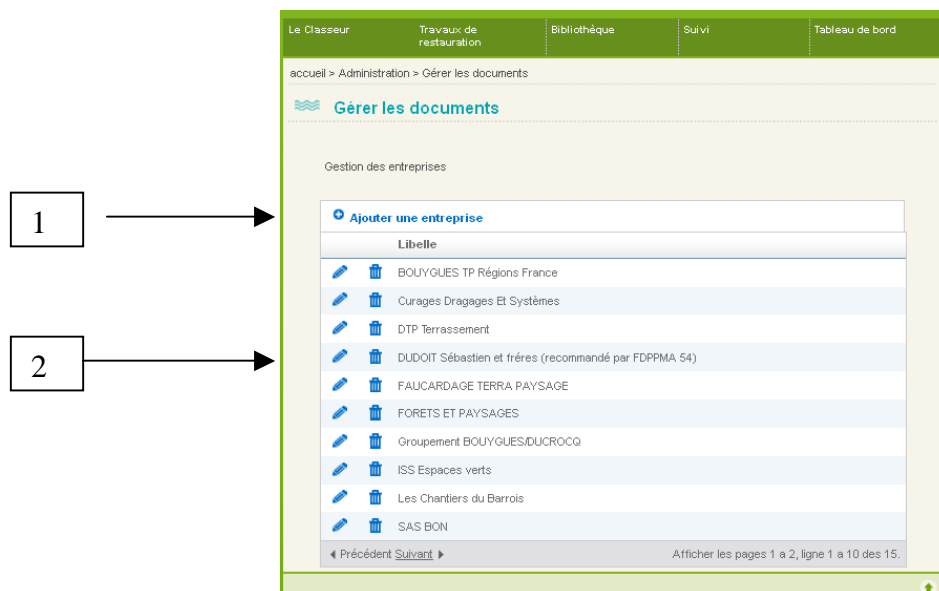 Le Classeur
Travaux de
restauration
Bibliothèque
Suivi
Tableau de bord
accueil > Administration > Gérer les documents
Gérer les documents
Gestion des entreprises
1
Ajouter une entreprise
Libelle
BOUYGUES TP Régions France
Curages Dragages Et Systèmes
DTP Terrassement
2
DUDOIT Sébastien et fréres (recommandé par FDPPMA 54)
FAUCARDAGE TERRA PAYSAGE
FORETS ET PAYSAGES
Groupement BOUYGUES/DUCROCQ
ISS Espaces verts
Les Chantiers du Barrois
SAS BON
Précédent Suivant
Afficher les pages 1 a 2, ligne 1 a 10 des 15.